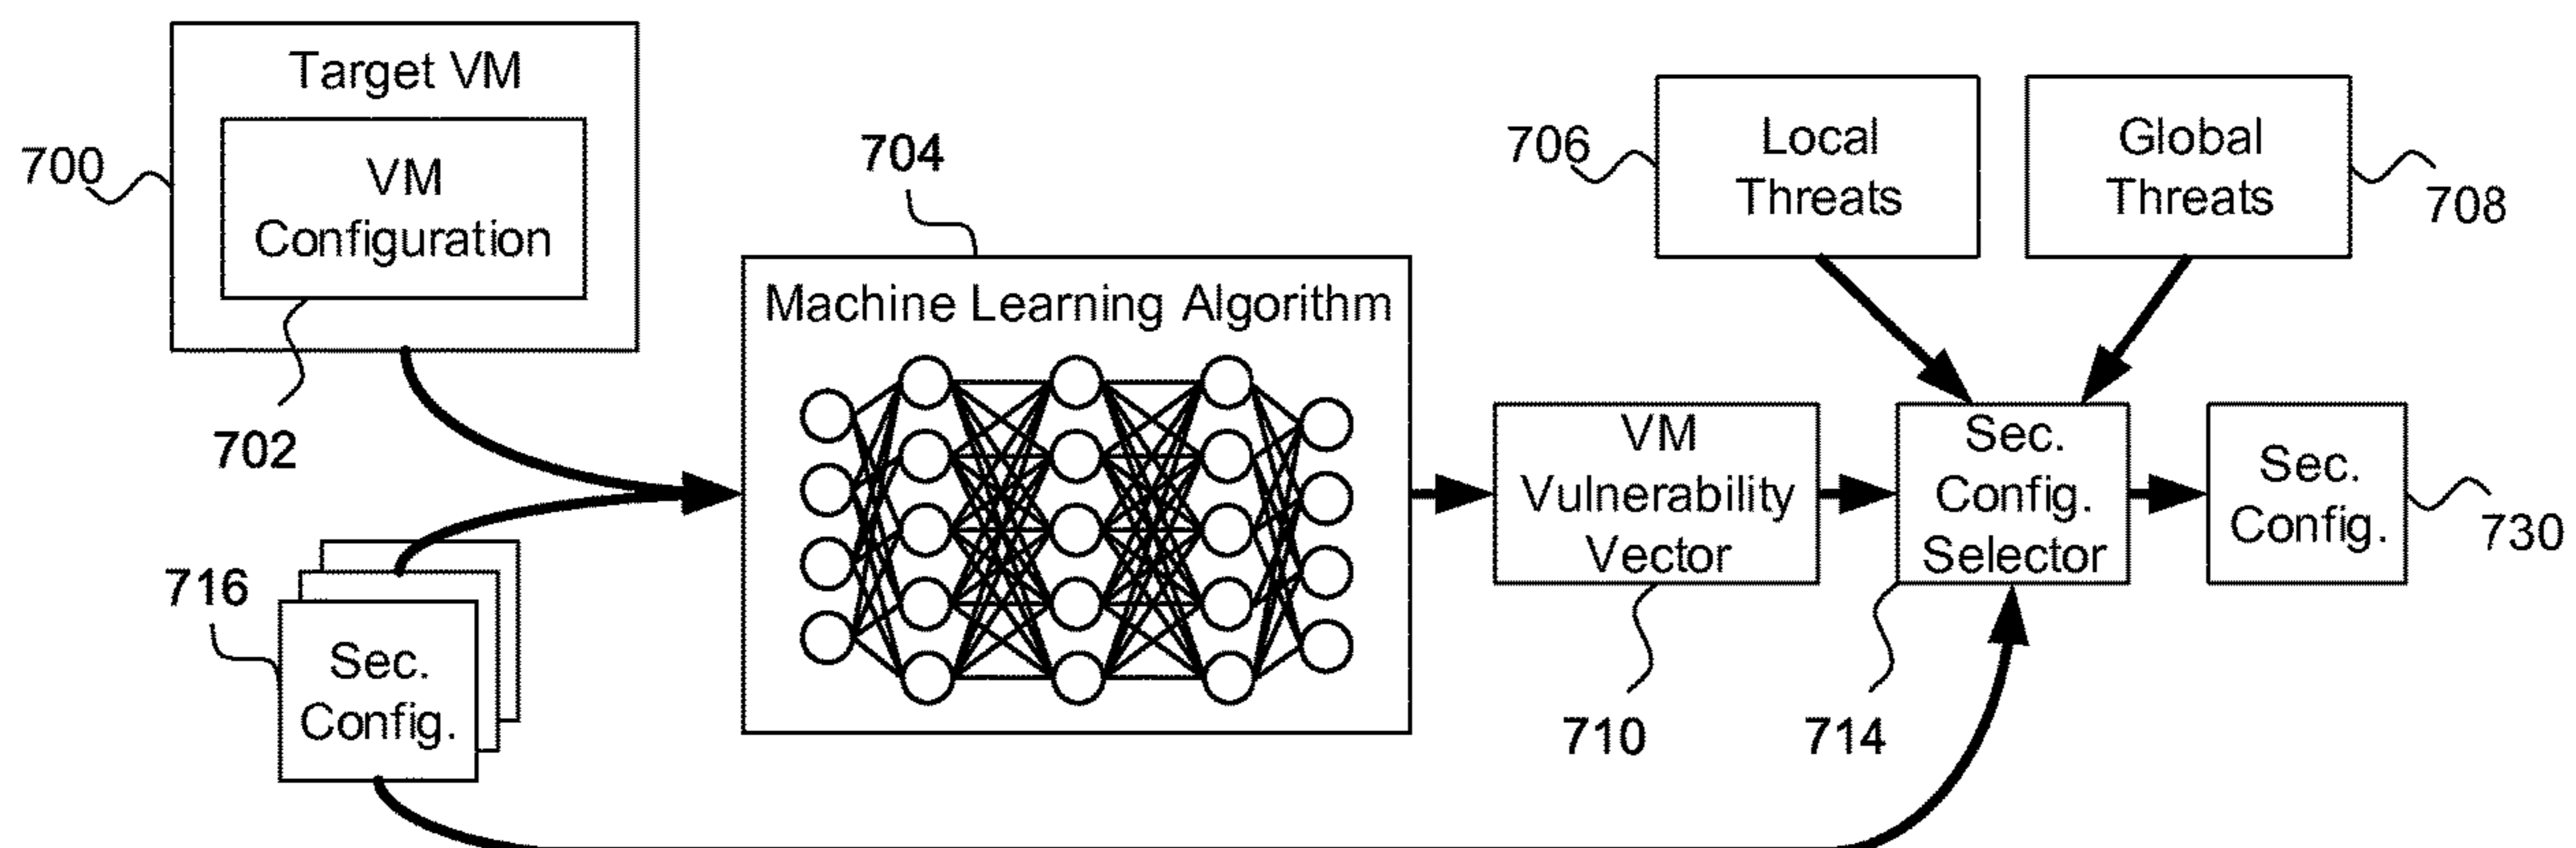 Target VM
VM
Configuration
700
702
716
Sec.
Config.
704
Machine Learning Algorithm
706
Local
Threats
Global
Threats
708
VM
Vulnerability
Vector
710
Sec.
Config.
Selector
714
Sec.
Config.
730